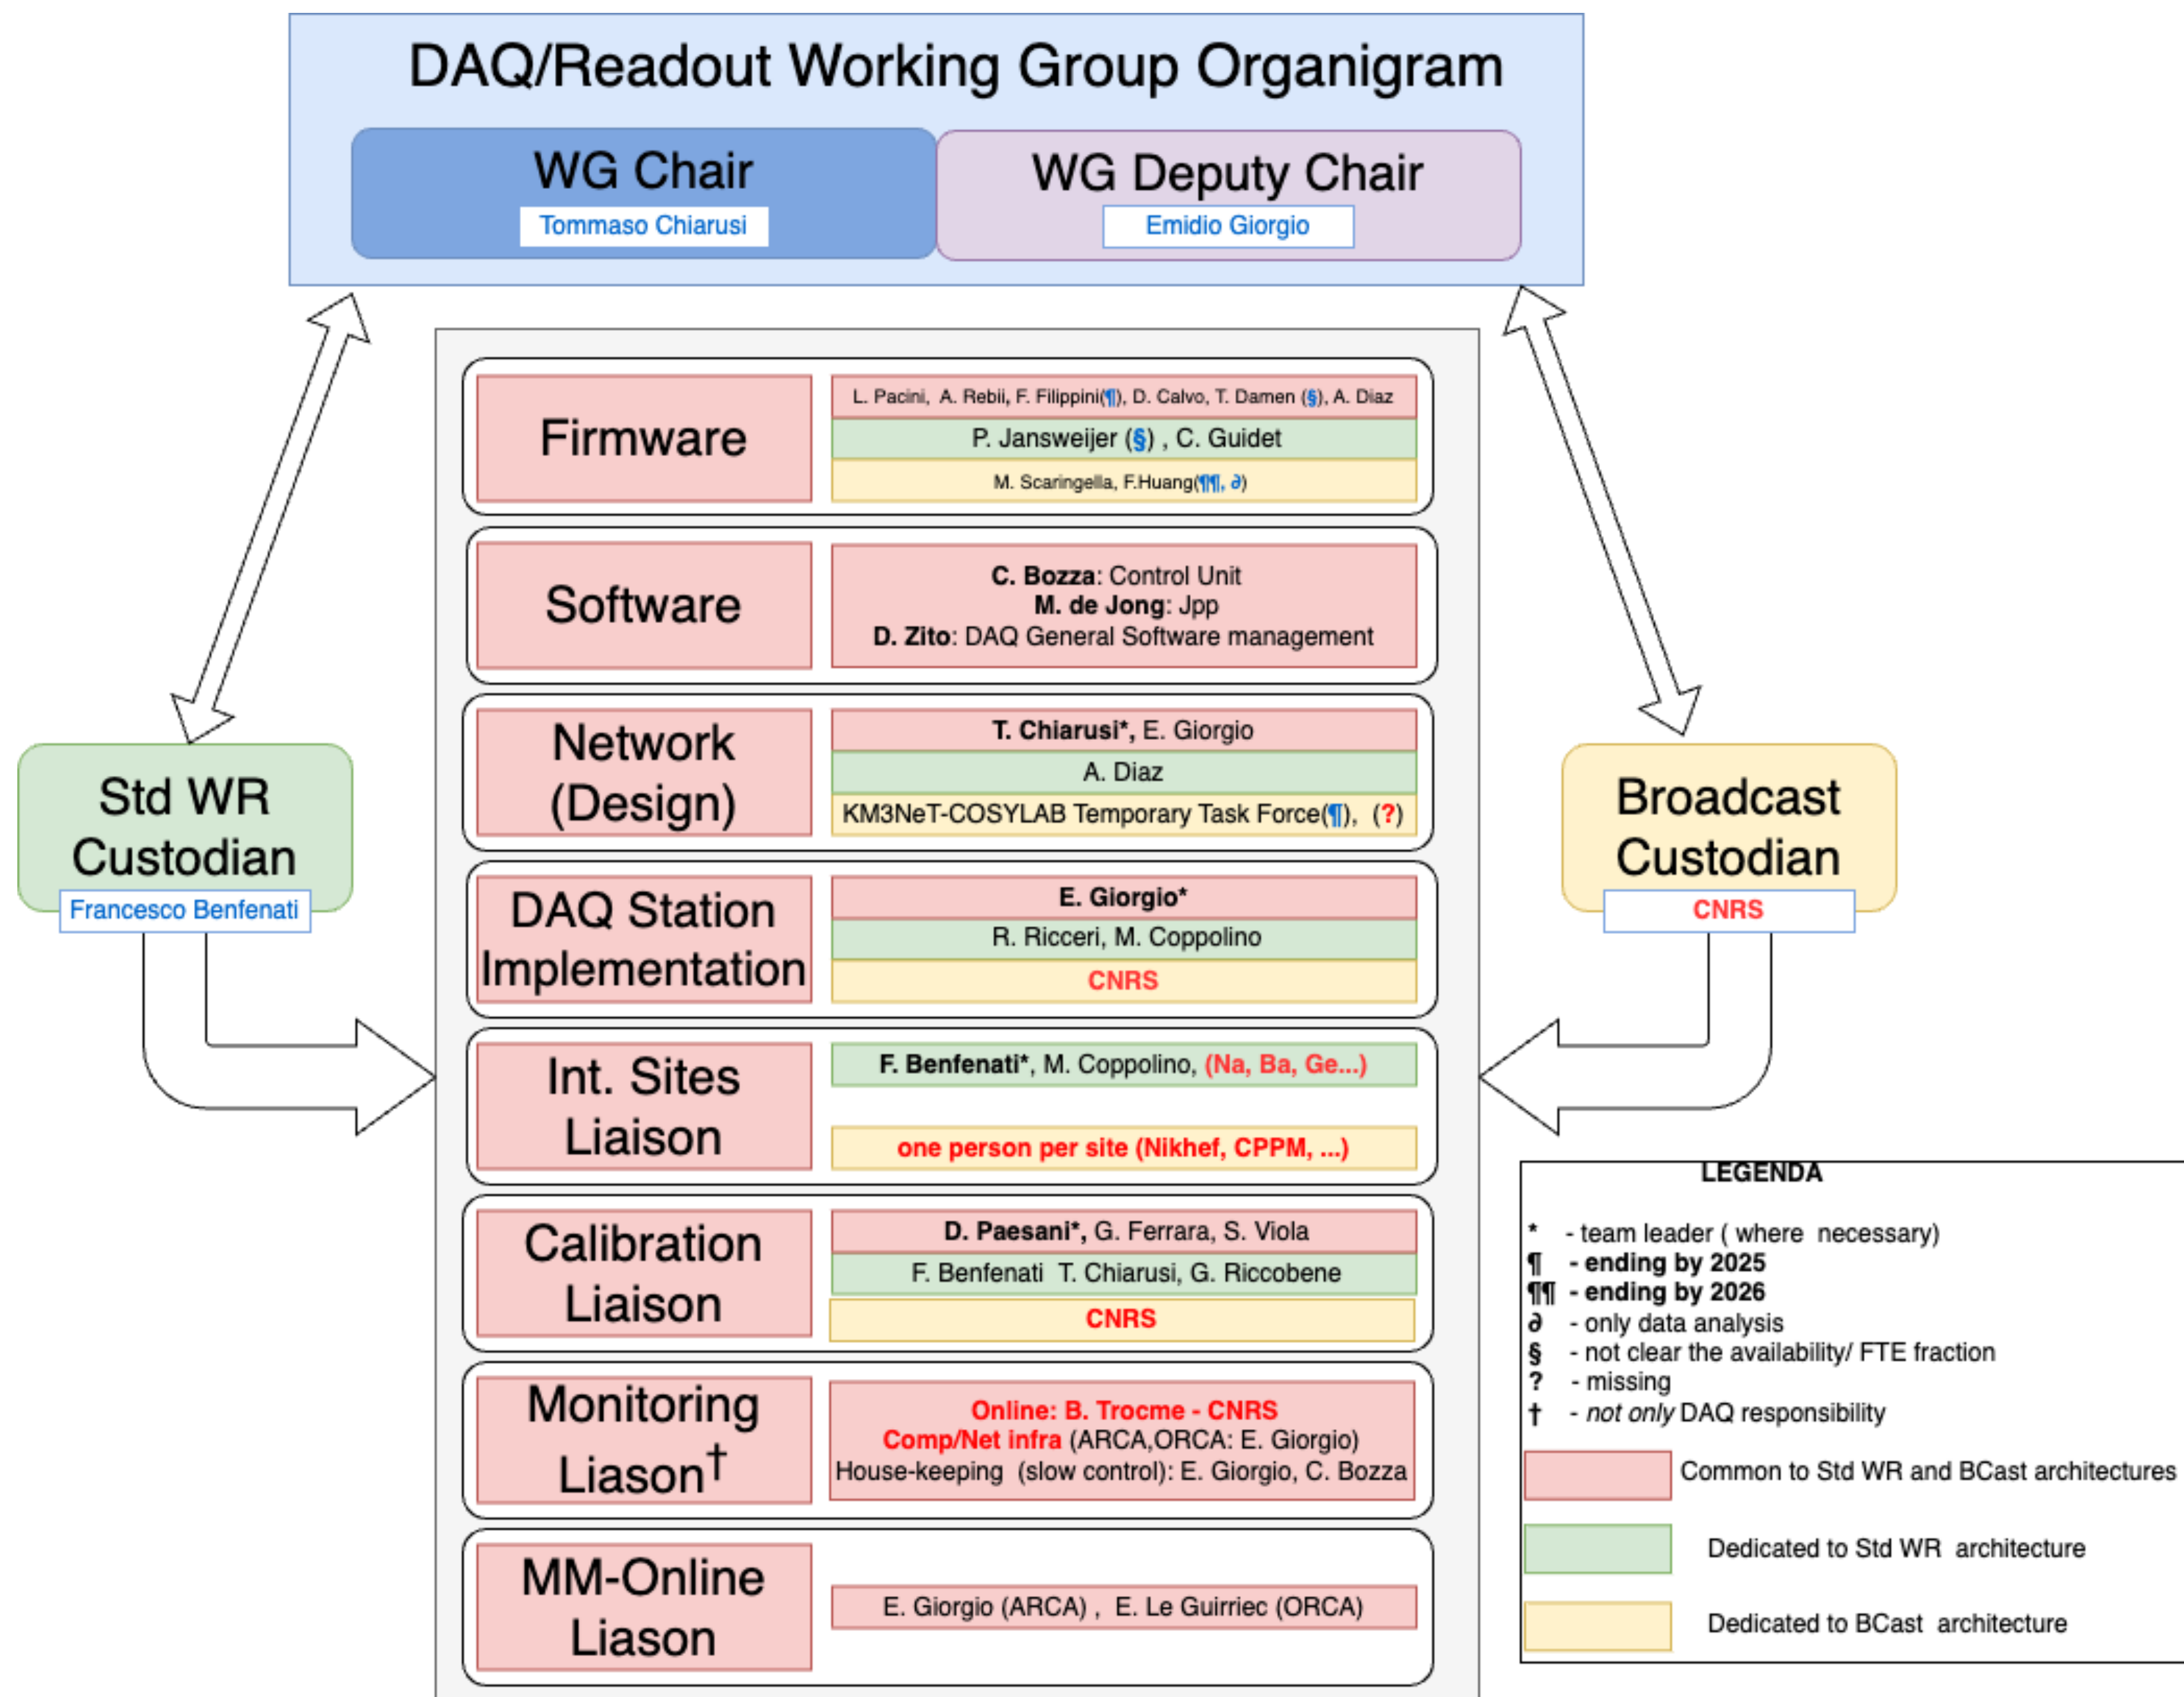 DAQ/Readout Working Group Organigram
WG Chair
Tommaso Chiarusi
WG Deputy Chair
Emidio Giorgio
Firmware
L. Pacini, A. Rebii, F. Filippini(¶), D. Calvo, T. Damen (§), A. Diaz
P. Jansweijer (§) , C. Guidet
M. Scaringella, F.Huang(¶¶, ∂)
Software
C. Bozza: Control Unit
M. de Jong: Jpp
D. Zito: DAQ General Software management
Network
(Design)
T. Chiarusi*, E. Giorgio
A. Diaz
KM3NeT-COSYLAB Temporary Task Force(¶), (?)
Std WR
Custodian
Francesco Benfenati
Broadcast
Custodian
CNRS
DAQ Station
Implementation
E. Giorgio*
R. Ricceri, M. Coppolino
CNRS
Int. Sites
Liaison
F. Benfenati*, M. Coppolino, (Na, Ba, Ge...)
one person per site (Nikhef, CPPM, ...)
Calibration
Liaison
D. Paesani*, G. Ferrara, S. Viola
F. Benfenati T. Chiarusi, G. Riccobene
CNRS
Monitoring
Liason†
Online: B. Trocme - CNRS
Comp/Net infra (ARCA,ORCA: E. Giorgio)
House-keeping (slow control): E. Giorgio, C. Bozza
MM-Online
Liason
E. Giorgio (ARCA) , E. Le Guirriec (ORCA)
LEGENDA
* - team leader ( where necessary)
¶ - ending by 2025
¶¶ - ending by 2026
∂ - only data analysis
§ - not clear the availability/ FTE fraction
? - missing
† - not only DAQ responsibility
Common to Std WR and BCast architectures
Dedicated to Std WR architecture
Dedicated to BCast architecture